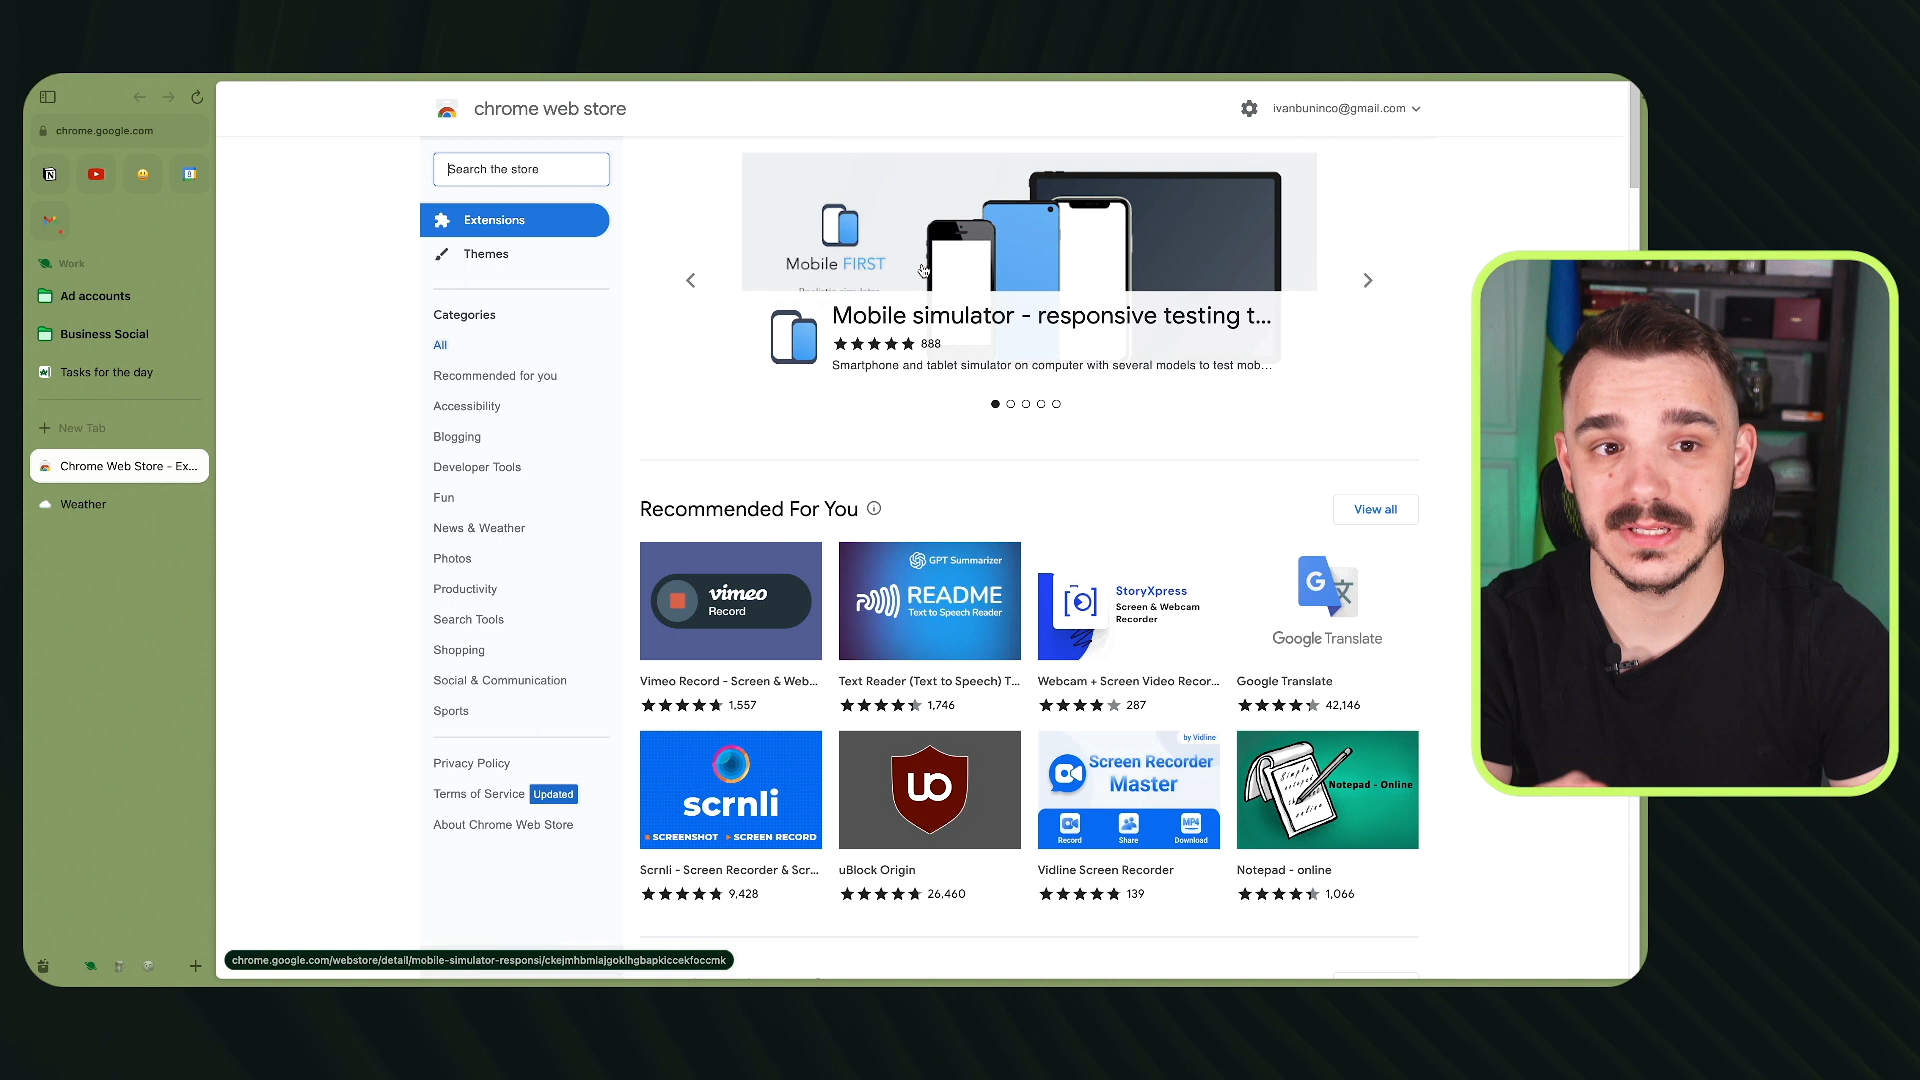 chrome.google.com
Work
Ad accounts
Business Social
Tasks for the day
New Tab
Chrome Web Store - Ex...
Weather
chrome web store
ivanbuninco@gmail.com
Search the store
Extensions
Themes
Categories
All
Recommended for you
Accessibility
Blogging
Developer Tools
Fun
News & Weather
Photos
Productivity
Search Tools
Shopping
Social & Communication
Sports
Privacy Policy
Terms of Service Updated
About Chrome Web Store
Mobile FIRST
Mobile simulator - responsive testing t...
888
Smartphone and tablet simulator on computer with several models to test mob...
Recommended For You
View all
vimeo
Record
Vimeo Record - Screen & Web...
1,557
GPT Summarizer
README
Text to Speech Reader
Text Reader (Text to Speech) T...
1,746
StoryXpress
Screen & Webcam
Recorder
Webcam + Screen Video Recor...
287
G
Google Translate
Google Translate
42,146
scrnli
SCREENSHOT SCREEN RECORD
Scrnli - Screen Recorder & Scr...
9,428
uO
uBlock Origin
26,460
by Vidline
Screen Recorder
Master
Record Share MP4 Download
Vidline Screen Recorder
139
Simple
Notepad - Online
Notepad - online
1,066
chrome.google.com/webstore/detail/mobile-simulator-responsi/ckejmhbmlajgoklhgbapkiccekfoccmk